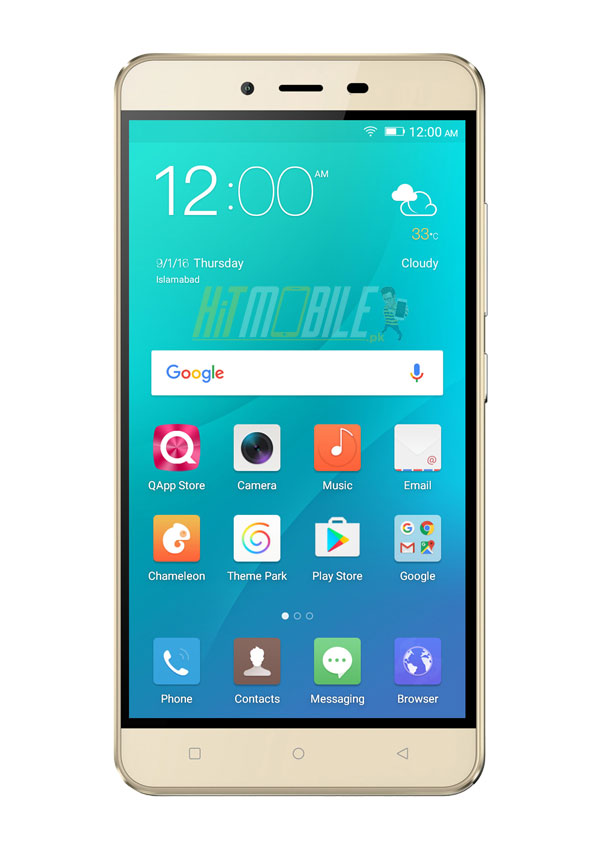 12:00 AM
12:00 AM
33°C
9/1/16 Thursday
Cloudy
Islamabad
HiTMOBILE.pk
Google
QApp Store
Camera
Music
Email
Chameleon
Theme Park
Play Store
Google
Phone
Contacts
Messaging
Browser